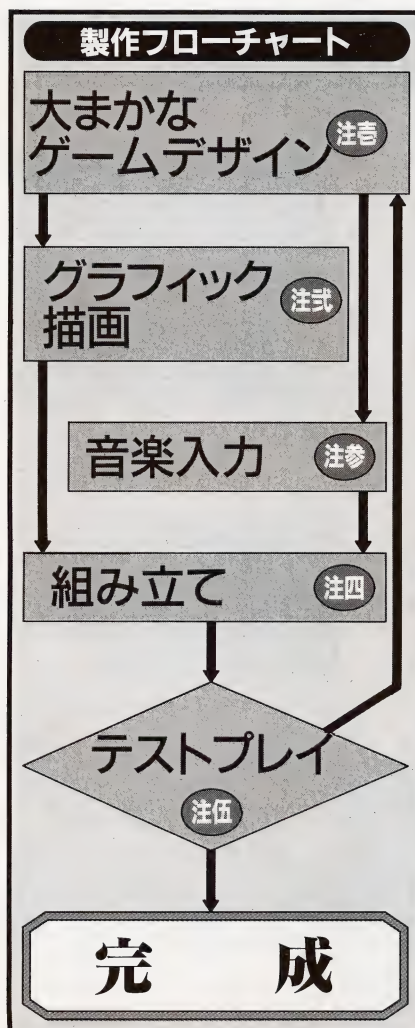 製作フローチャート
大まかな
ゲームデザイン
注壱
グラフィック
描画
注弐
音楽入力
注参
組み立て
注四
テストプレイ
注伍
完成